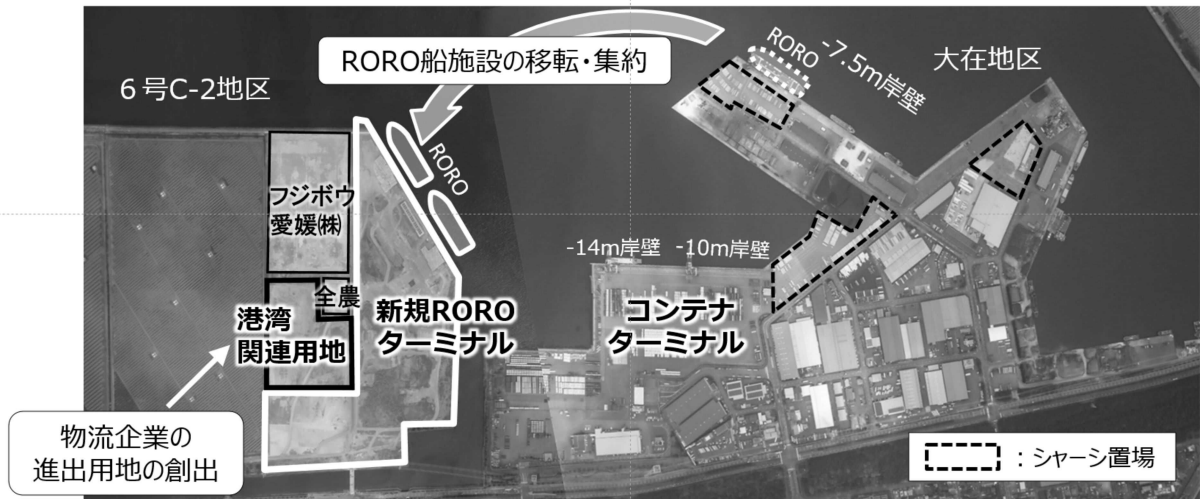 RORO船施設の移転・集約
RORO
-7.5m岸壁
大在地区
６号C-2地区
RORO
フジボウ
愛媛㈱
全農
港湾
関連用地
新規RORO
ターミナル
-14m岸壁
-10m岸壁
コンテナ
ターミナル
物流企業の
進出用地の創出
：シャーシ置場